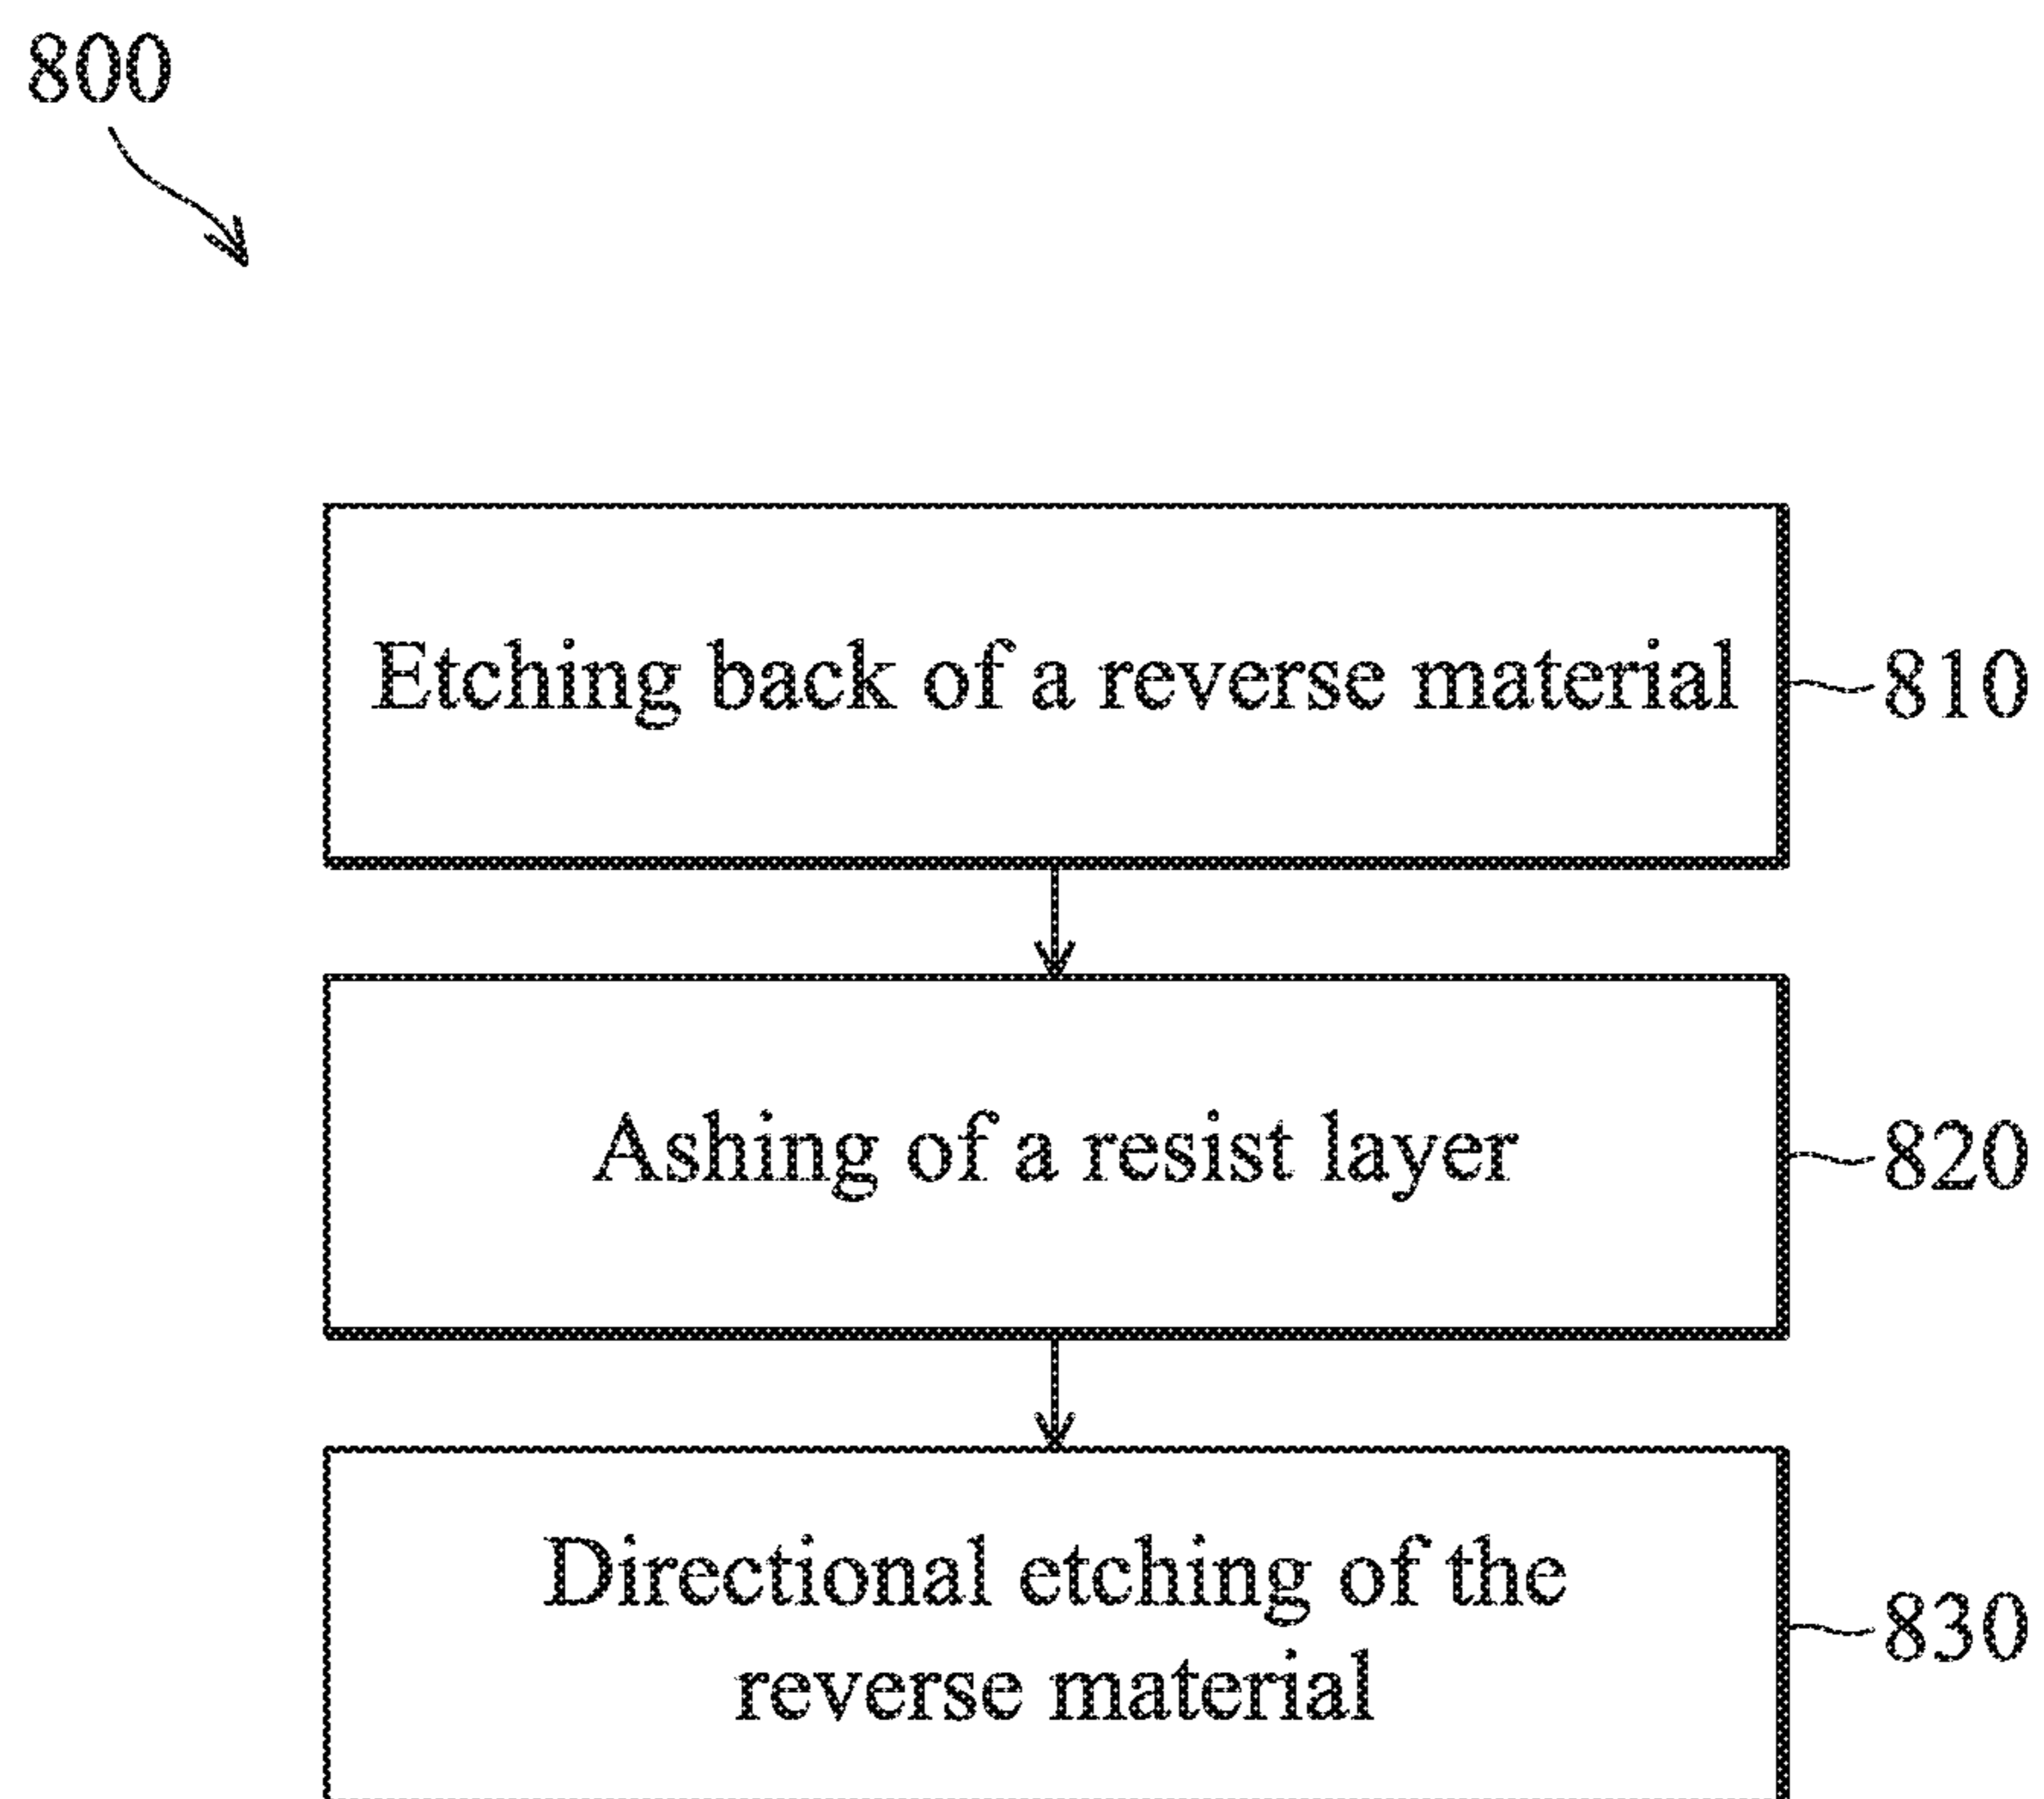 800
Etching back of a reverse material
810
Ashing of a resist layer
820
Directional etching of the
reverse material
830